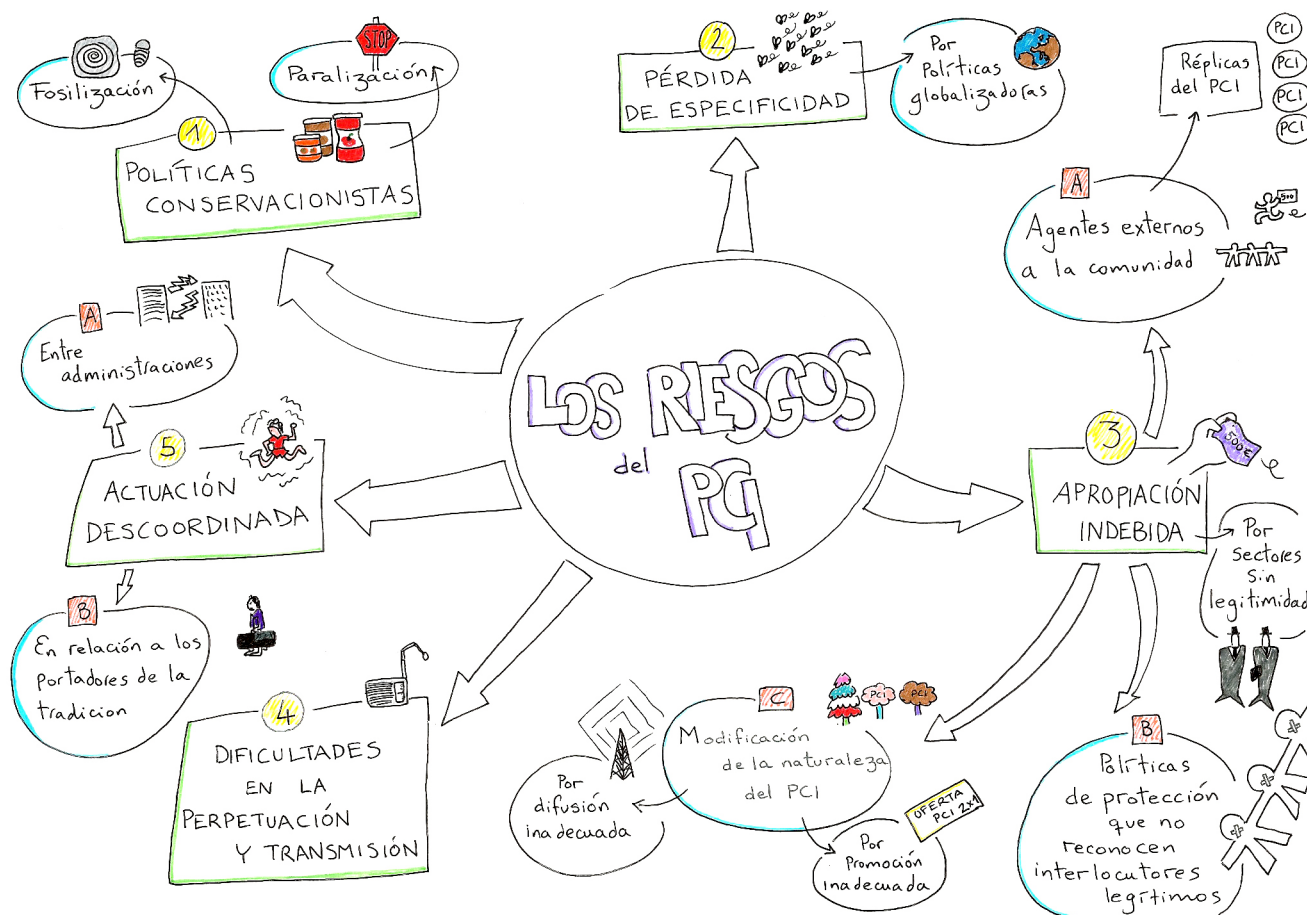 LOS RIESGOS
del
PCI
1
POLÍTICAS
CONSERVACIONISTAS
Fosilización
STOP
Paralización
2
PÉRDIDA
DE ESPECIFICIDAD
Por
Políticas
globalizadoras
3
APROPIACIÓN
INDEBIDA
500€
A
Agentes externos
a la comunidad
500
Réplicas
del PCI
PCI
PCI
PCI
PCI
Por
sectores
sin
legitimidad
B
Políticas
de protección
que no
reconocen
interlocutores
legítimos
C
Modificación
de la naturaleza
del PCI
PCI
PCI
Por
difusión
inadecuada
OFERTA
PCI 2x1
Por
Promoción
inadecuada
4
DIFICULTADES
EN LA
PERPETUACIÓN
Y TRANSMISIÓN
5
ACTUACIÓN
DESCOORDINADA
A
Entre
administraciones
B
En relación a los
portadores de la
tradicion